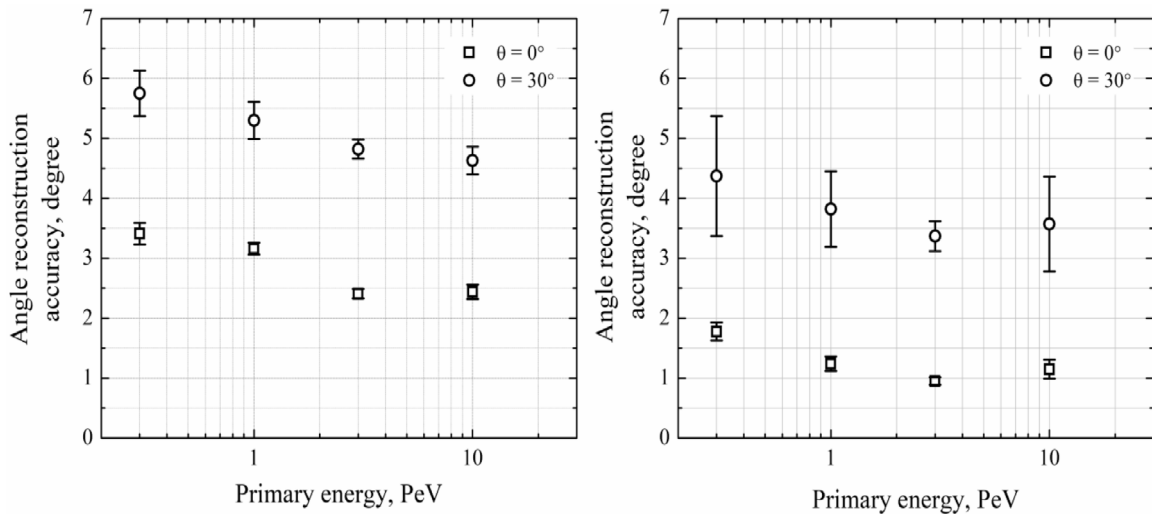 7
6
5
4
3
2
1
0
Angle reconstruction
accuracy, degree
θ = 0°
θ = 30°
1
10
Primary energy, PeV
7
6
5
4
3
2
1
0
Angle reconstruction
accuracy, degree
θ = 0°
θ = 30°
1
10
Primary energy, PeV